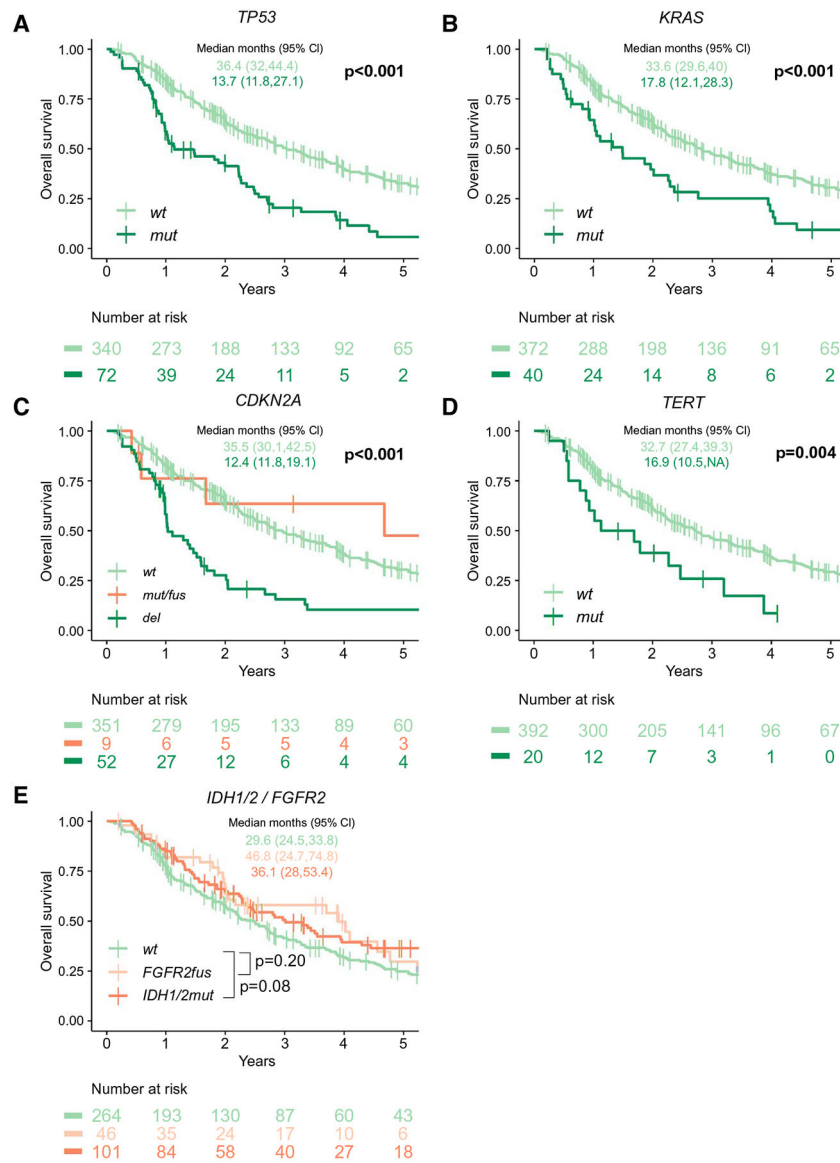 A
TP53
Median months (95% CI)
36.4 (32,44.4)
13.7 (11.8,27.1)
p<0.001
Overall survival
1.00
0.75
0.50
0.25
0.00
wt
mut
0 1 2 3 4 5
Years
Number at risk
340 273 188 133 92 65
72 39 24 11 5 2
B
KRAS
Median months (95% CI)
33.6 (29.6,40)
17.8 (12.1,28.3)
p<0.001
Overall survival
1.00
0.75
0.50
0.25
0.00
wt
mut
0 1 2 3 4 5
Years
Number at risk
372 288 198 136 91 65
40 24 14 8 6 2
C
CDKN2A
Median months (95% CI)
35.5 (30.1,42.5)
12.4 (11.8,19.1)
p<0.001
Overall survival
1.00
0.75
0.50
0.25
0.00
wt
mut/fus
del
0 1 2 3 4 5
Years
Number at risk
351 279 195 133 89 60
9 6 5 5 4 3
52 27 12 6 4 4
D
TERT
Median months (95% CI)
32.7 (27.4,39.3)
16.9 (10.5,NA)
p=0.004
Overall survival
1.00
0.75
0.50
0.25
0.00
wt
mut
0 1 2 3 4 5
Years
Number at risk
392 300 205 141 96 67
20 12 7 3 1 0
E
IDH1/2 / FGFR2
Median months (95% CI)
29.6 (24.5,33.8)
46.8 (24.7,74.8)
36.1 (28,53.4)
Overall survival
1.00
0.75
0.50
0.25
0.00
wt
FGFR2fus
IDH1/2mut
p=0.20
p=0.08
0 1 2 3 4 5
Years
Number at risk
264 193 130 87 60 43
46 35 24 17 10 6
101 84 58 40 27 18